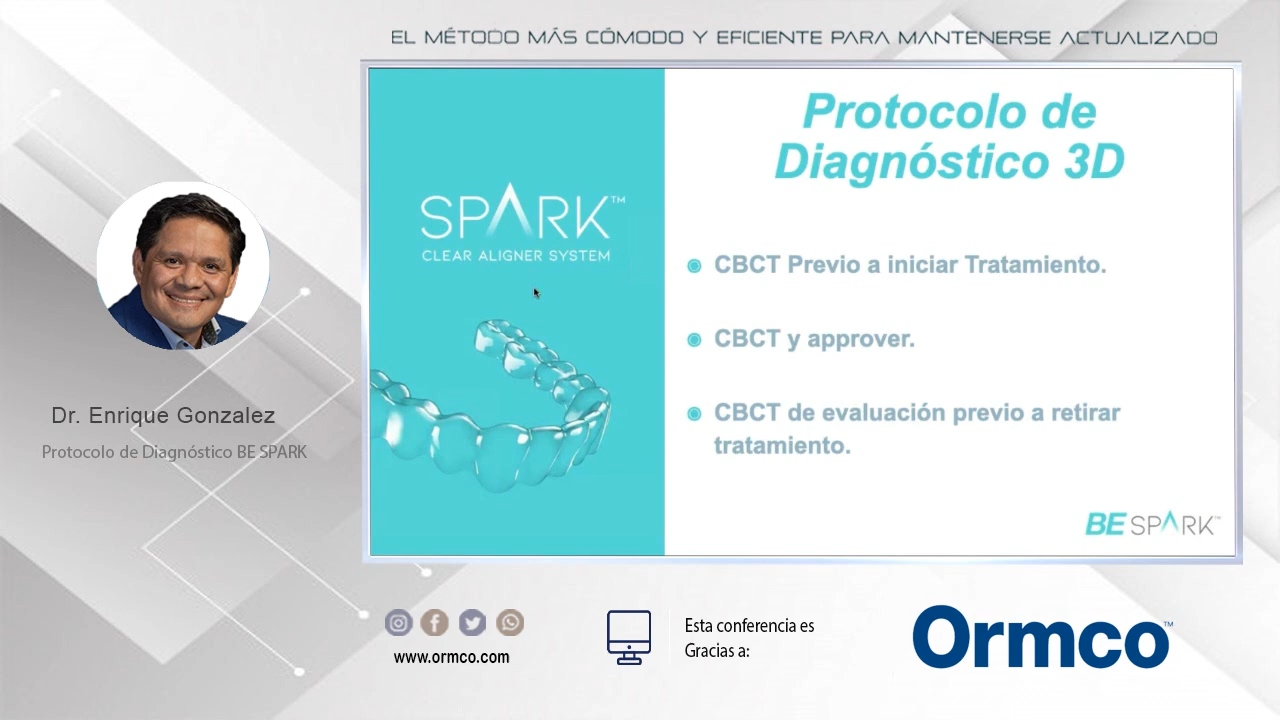 EL MÉTODO MÁS CÓMODO Y EFICIENTE PARA MANTENERSE ACTUALIZADO
SPARK™
CLEAR ALIGNER SYSTEM
Protocolo de
Diagnóstico 3D
CBCT Previo a iniciar Tratamiento.
CBCT y approver.
CBCT de evaluación previo a retirar
tratamiento.
BE SPARK™
Dr. Enrique Gonzalez
Protocolo de Diagnóstico BE SPARK
www.ormco.com
Esta conferencia es
Gracias a:
Ormco™